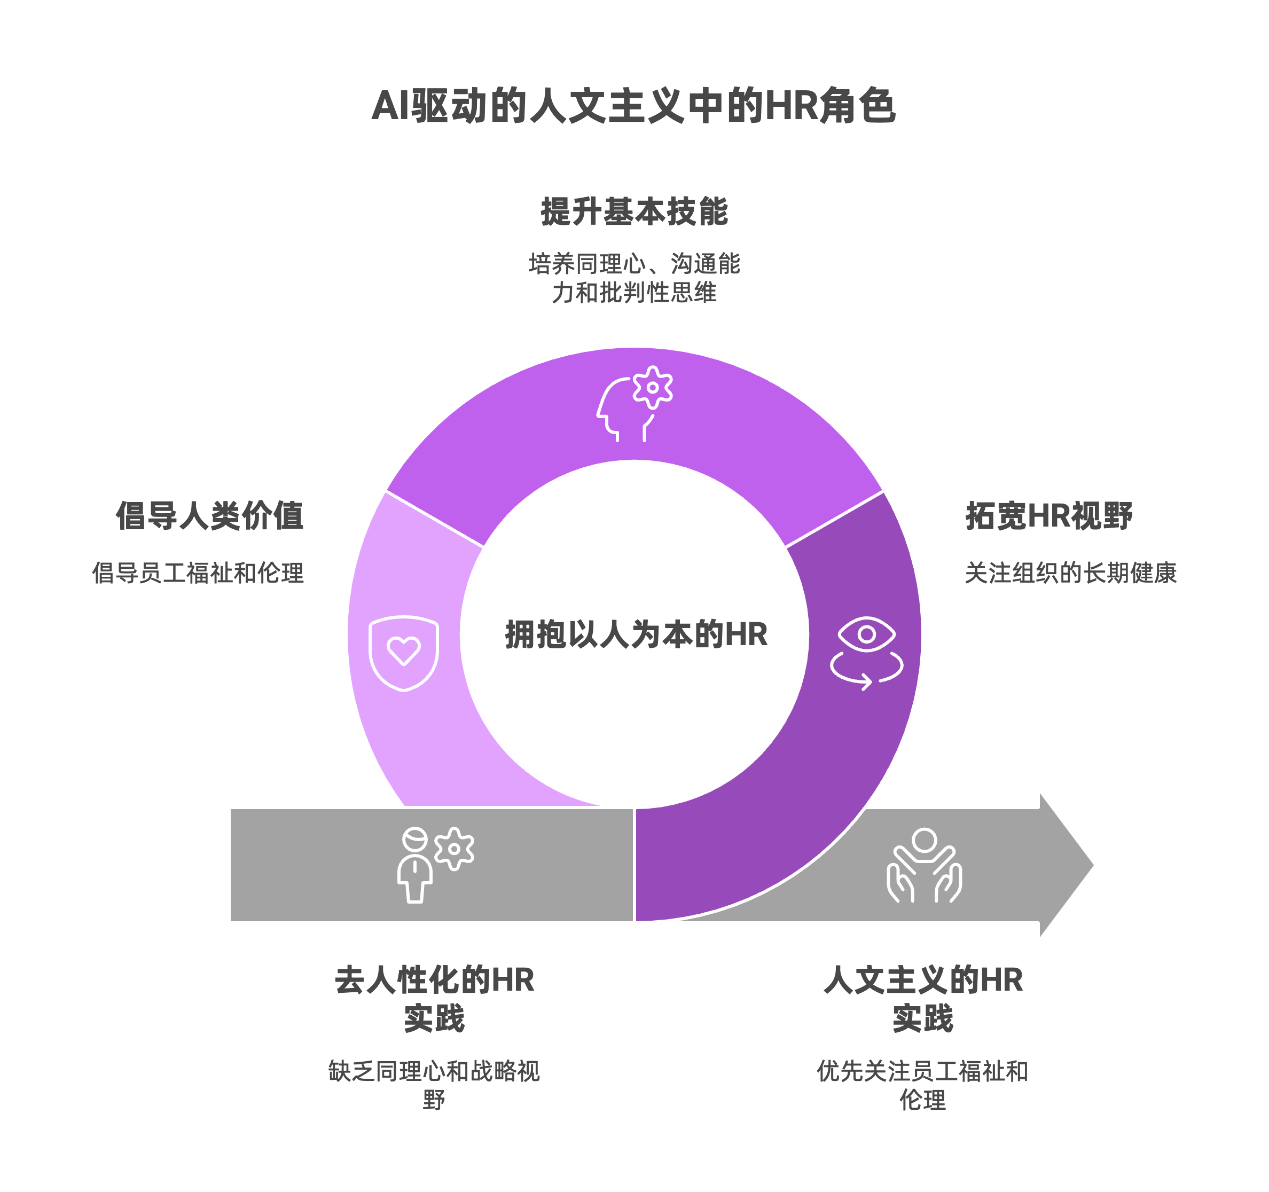 AI驱动的人文主义中的HR角色
提升基本技能
培养同理心、沟通能
力和批判性思维
倡导人类价值
倡导员工福祉和伦理
拓宽HR视野
关注组织的长期健康
拥抱以人为本的HR
去人性化的HR
实践
缺乏同理心和战略视
野
人文主义的HR
实践
优先关注员工福祉和
伦理